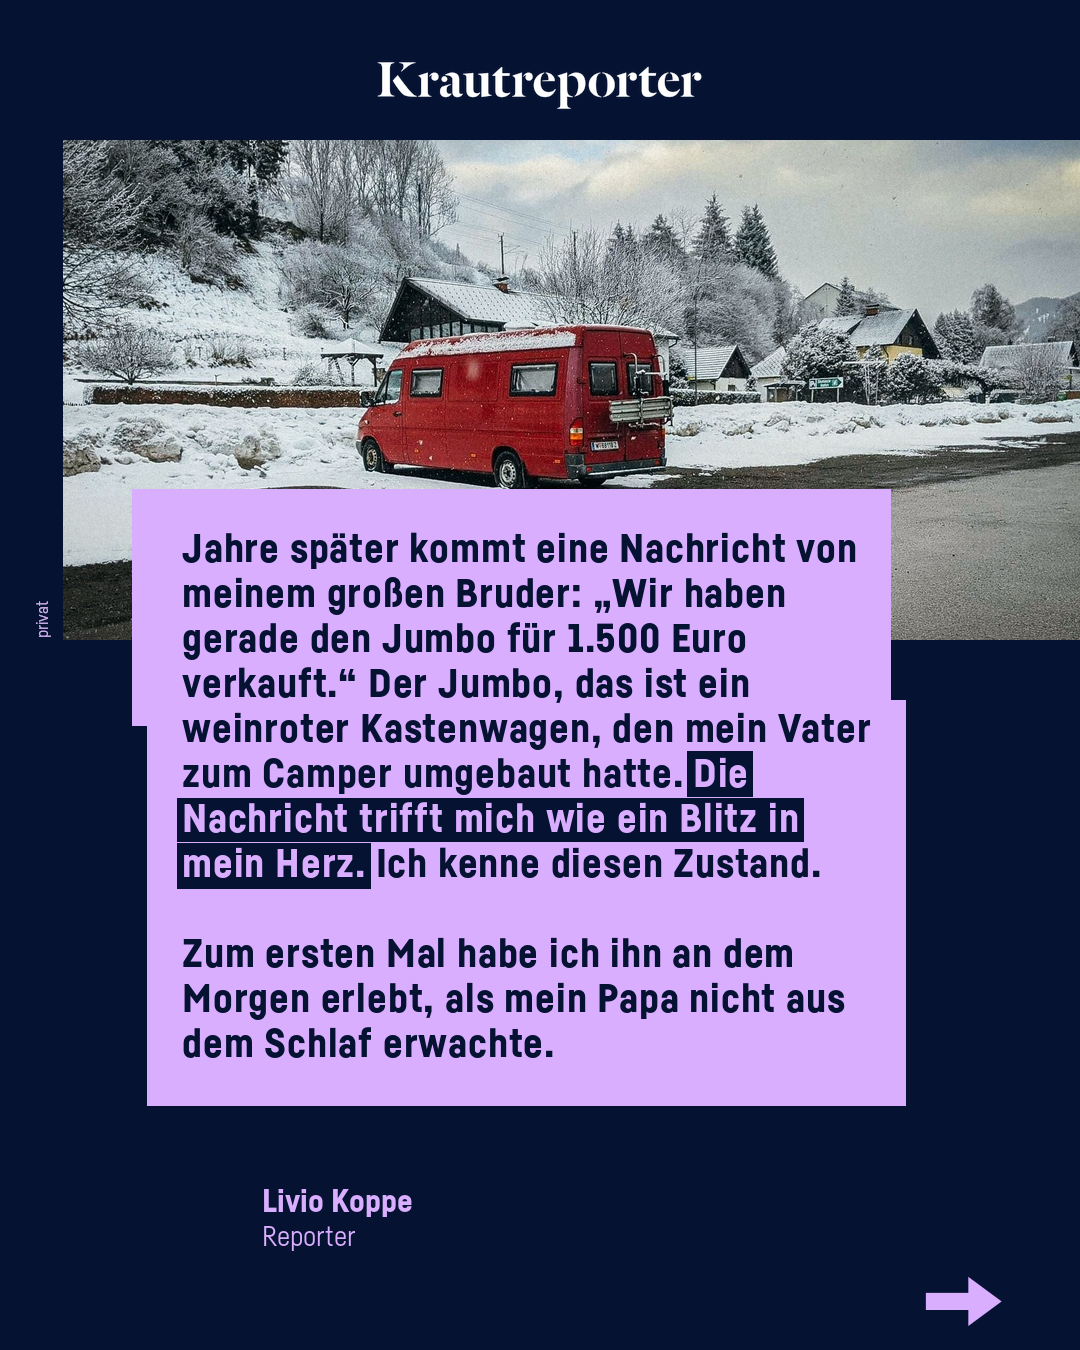 Krautreporter
privat
Jahre später kommt eine Nachricht von
meinem großen Bruder: „Wir haben
gerade den Jumbo für 1.500 Euro
verkauft.“ Der Jumbo, das ist ein
weinroter Kastenwagen, den mein Vater
zum Camper umgebaut hatte. Die
Nachricht trifft mich wie ein Blitz in
mein Herz. Ich kenne diesen Zustand.
Zum ersten Mal habe ich ihn an dem
Morgen erlebt, als mein Papa nicht aus
dem Schlaf erwachte.
Livio Koppe
Reporter